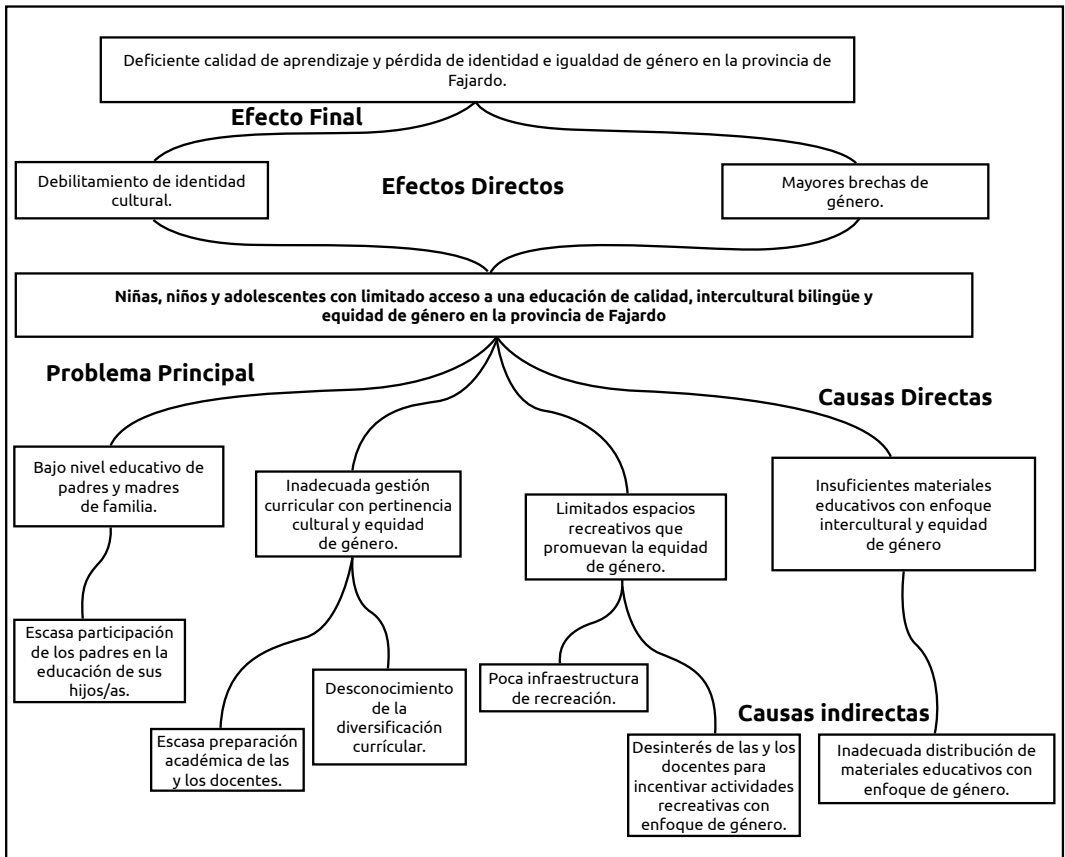 Deficiente calidad de aprendizaje y pérdida de identidad e igualdad de género en la provincia de
Fajardo.
Efecto Final
Debilitamiento de identidad
cultural.
Efectos Directos
Mayores brechas de
género.
Niñas, niños y adolescentes con limitado acceso a una educación de calidad, intercultural bilingüe y
equidad de género en la provincia de Fajardo
Problema Principal
Causas Directas
Bajo nivel educativo de
padres y madres
de familia.
Inadecuada gestión
curricular con pertinencia
cultural y equidad
de género.
Limitados espacios
recreativos que
promuevan la equidad
de género.
Insuficientes materiales
educativos con enfoque
intercultural y equidad
de género
Escasa participación
de los padres en la
educación de sus
hijos/as.
Escasa preparación
académica de las
y los docentes.
Desconocimiento
de la
diversificación
currícular.
Poca infraestructura
de recreación.
Causas indirectas
Desinterés de las y los
docentes para
incentivar actividades
recreativas con
enfoque de género.
Inadecuada distribución de
materiales educativos con
enfoque de género.